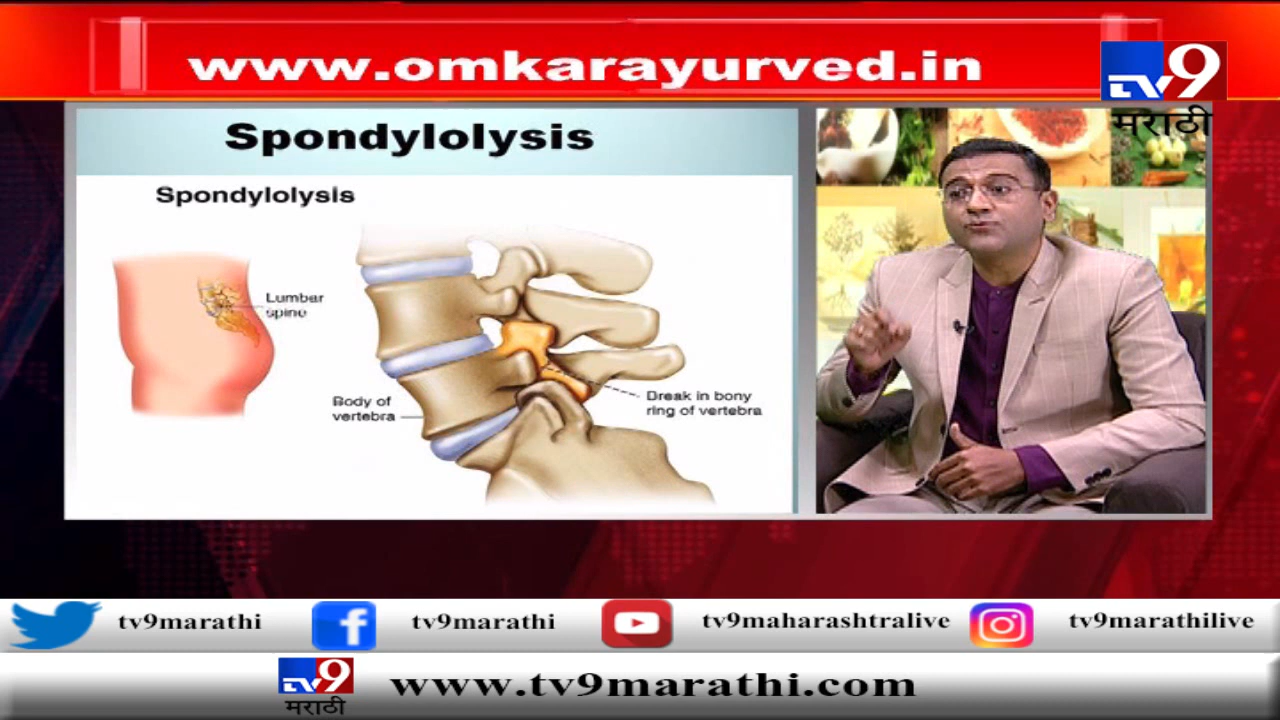 www.omkarayurved.in
TV9
मराठी
Spondylolysis
Spondylolysis
Lumbar
spine
Body of
vertebra
Break in bony
ring of vertebra
tv9marathi
tv9marathi
tv9maharashtralive
tv9marathilive
TV9
मराठी
www.tv9marathi.com